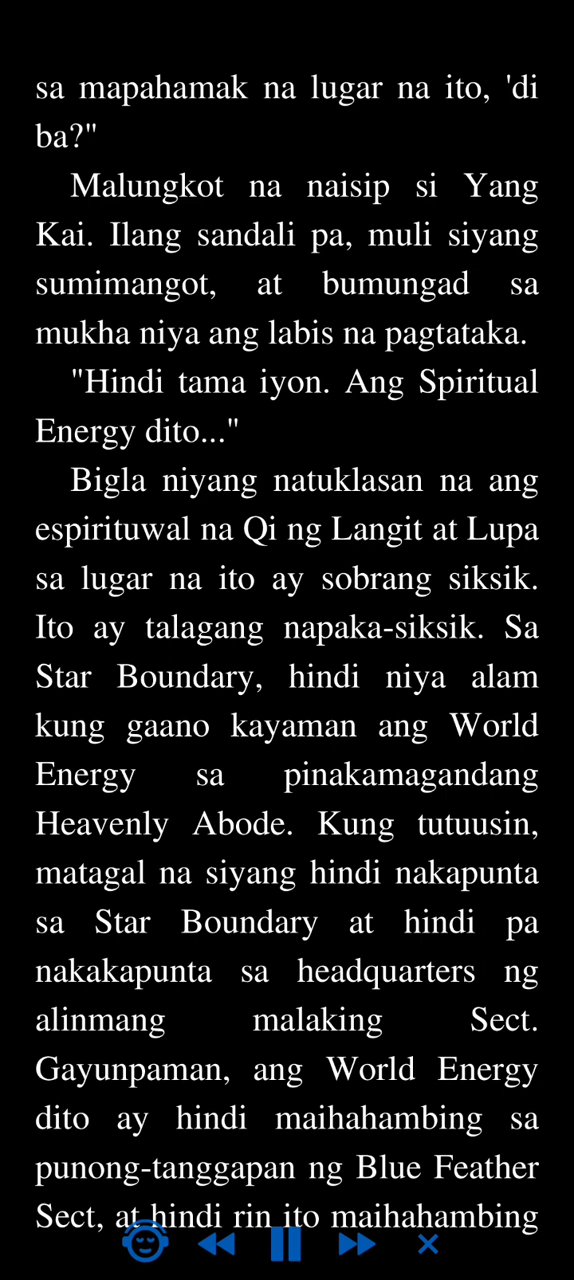 sa mapahamak na lugar na ito, 'di
ba?"
Malungkot na naisip si Yang
Kai. Ilang sandali pa, muli siyang
sumimangot, at bumungad sa
mukha niya ang labis na pagtataka.
"Hindi tama iyon. Ang Spiritual
Energy dito..."
Bigla niyang natuklasan na ang
espirituwal na Qi ng Langit at Lupa
sa lugar na ito ay sobrang siksik.
Ito ay talagang napaka-siksik. Sa
Star Boundary, hindi niya alam
kung gaano kayaman ang World
Energy sa pinakamagandang
Heavenly Abode. Kung tutuusin,
matagal na siyang hindi nakapunta
sa Star Boundary at hindi pa
nakakapunta sa headquarters ng
alinmang malaking Sect.
Gayunpaman, ang World Energy
dito ay hindi maihahambing sa
punong-tanggapan ng Blue Feather
Sect, at hindi rin ito maihahambing